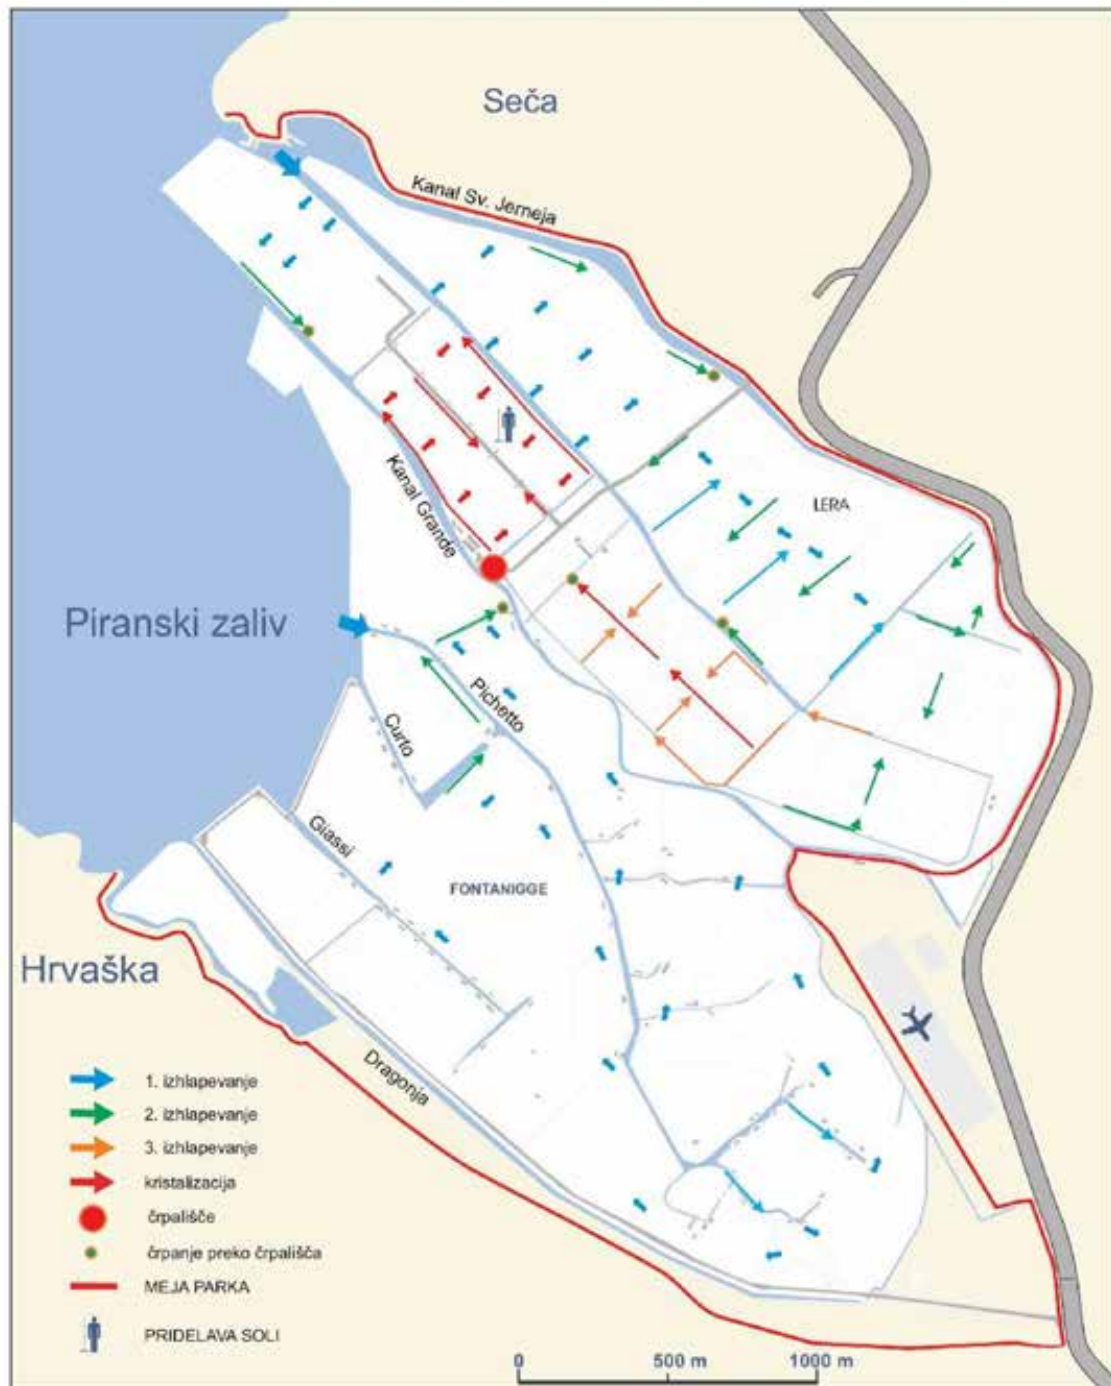 Seča
Kanal Sv. Jerneja
LERA
Kanal Grande
Piranski zaliv
Pichetto
Curto
Giassi
FONTANIGGE
Hrvaška
Dragonja
1. izhlapevanje
2. izhlapevanje
3. izhlapevanje
kristalizacija
črpališče
črpanje preko črpališča
MEJA PARKA
PRIDELAVA SOLI
0 500 m 1000 m